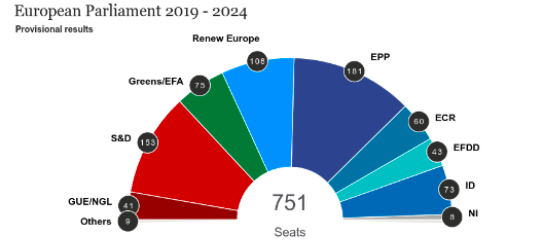 European Parliament 2019 - 2024
Provisional results
Renew Europe
108
EPP
181
Greens/EFA
75
ECR
60
S&D
153
EFDD
43
GUE/NGL
41
ID
73
Others
9
NI
8
751
Seats